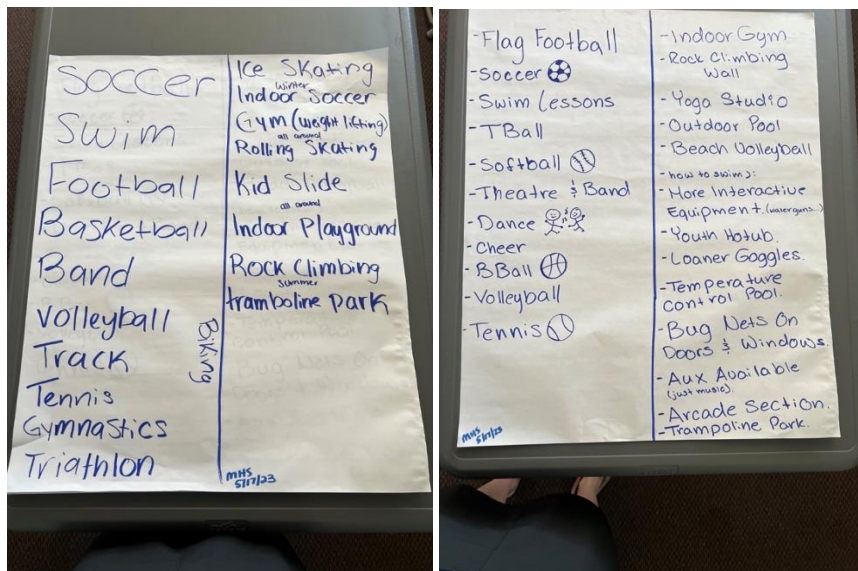 Soccer
Swim
Football
Basketball
Band
Volleyball
Track
Tennis
Gymnastics
Triathlon
Biking
Ice Skating
Winter
Indoor Soccer
Gym (weight lifting)
all around
Rolling Skating
Kid Slide
all around
Indoor Playground
Rock Climbing
Summer
tramboline park
MHS
5/17/23
-Flag Football
-Soccer
-Swim Lessons
-TBall
-Softball
-Theatre & Band
-Dance
-Cheer
-BBall
-Volleyball
-Tennis
MHS
5/17/23
-Indoor Gym
-Rock Climbing
Wall
-Yoga Studio
-Outdoor Pool
-Beach Volleyball
-how to swim):
-More Interactive
Equipment.(waterguns..)
-Youth Hotub.
-Loaner Goggles.
-Temperature
control Pool.
-Bug Nets On
Doors & Windows.
-Aux Available
(just music).
-Arcade Section.
-Trampoline Park.